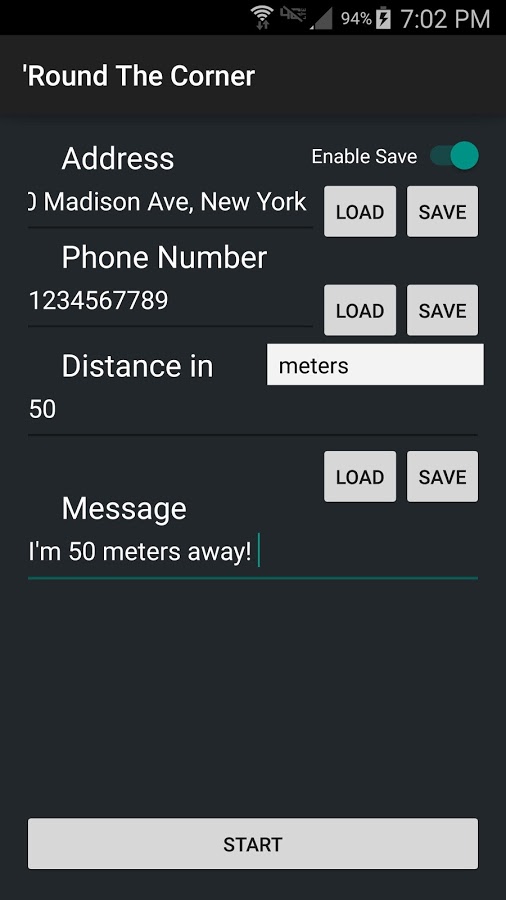 94% 7:02 PM
'Round The Corner
Address
Enable Save
0 Madison Ave, New York
LOAD SAVE
Phone Number
1234567789
LOAD SAVE
Distance in meters
50
LOAD SAVE
Message
I'm 50 meters away!
START